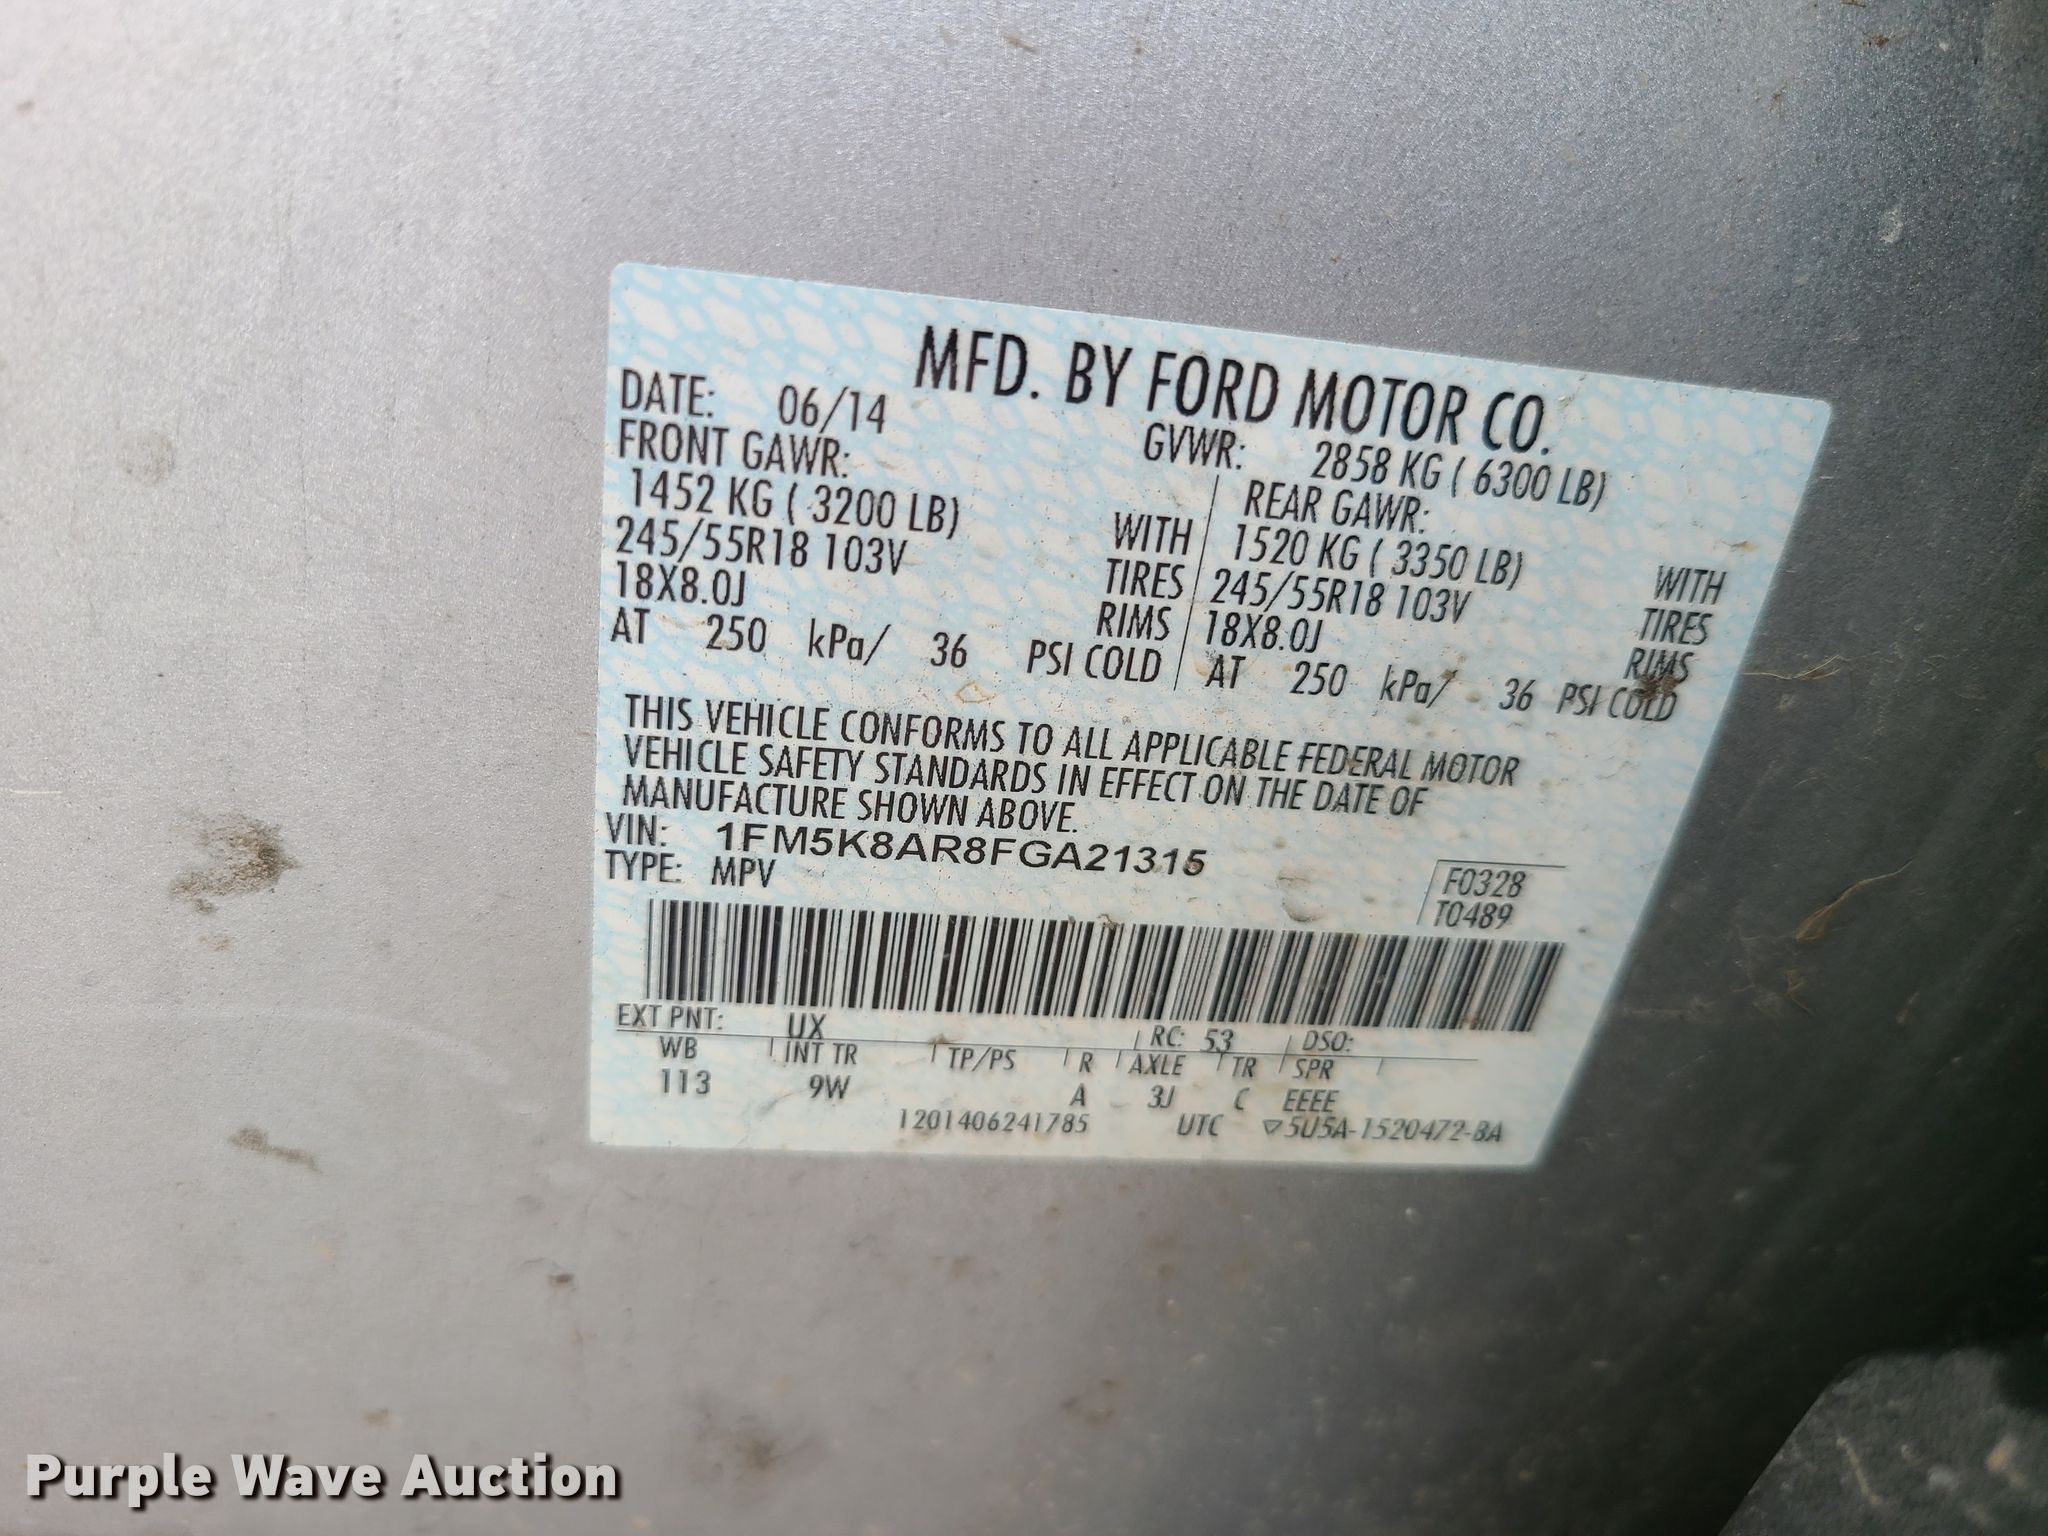 MFD. BY FORD MOTOR CO.
DATE: 06/14 GVWR: 2858 KG ( 6300 LB)
FRONT GAWR: REAR GAWR:
1452 KG ( 3200 LB) WITH 1520 KG ( 3350 LB) WITH
245/55R18 103V TIRES 245/55R18 103V TIRES
18X8.0J RIMS 18X8.0J RIMS
AT 250 kPa/ 36 PSI COLD AT 250 kPa/ 36 PSI COLD
THIS VEHICLE CONFORMS TO ALL APPLICABLE FEDERAL MOTOR
VEHICLE SAFETY STANDARDS IN EFFECT ON THE DATE OF
MANUFACTURE SHOWN ABOVE.
VIN: 1FM5K8AR8FGA21315
TYPE: MPV F0328
T0489
EXT PNT: UX RC: 53 DSO:
WB INT TR TP/PS R AXLE TR SPR
113 9W A 3J C EEEE
1201406241785 UTC ▽5U5A-1520472-BA
Purple Wave Auction